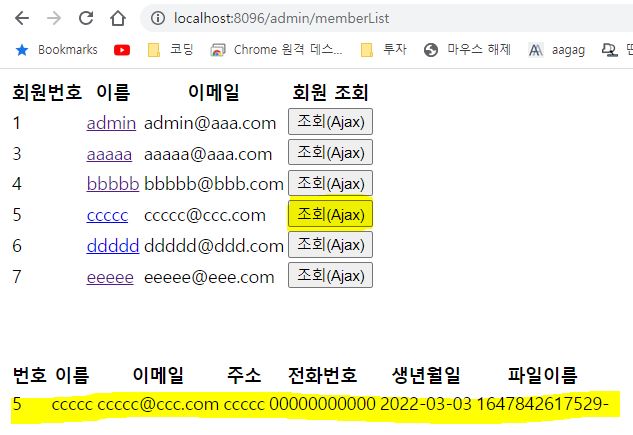 localhost:8096/admin/memberList
Bookmarks 코딩 Chrome 원격 데스... 투자 마우스 해제 aagag
회원번호 이름 이메일 회원 조회
1 admin admin@aaa.com 조회(Ajax)
3 aaaaa aaaaa@aaa.com 조회(Ajax)
4 bbbbb bbbbb@bbb.com 조회(Ajax)
5 ccccc ccccc@ccc.com 조회(Ajax)
6 ddddd ddddd@ddd.com 조회(Ajax)
7 eeeee eeeee@eee.com 조회(Ajax)
번호 이름 이메일 주소 전화번호 생년월일 파일이름
5 ccccc ccccc@ccc.com ccccc 00000000000 2022-03-03 1647842617529-